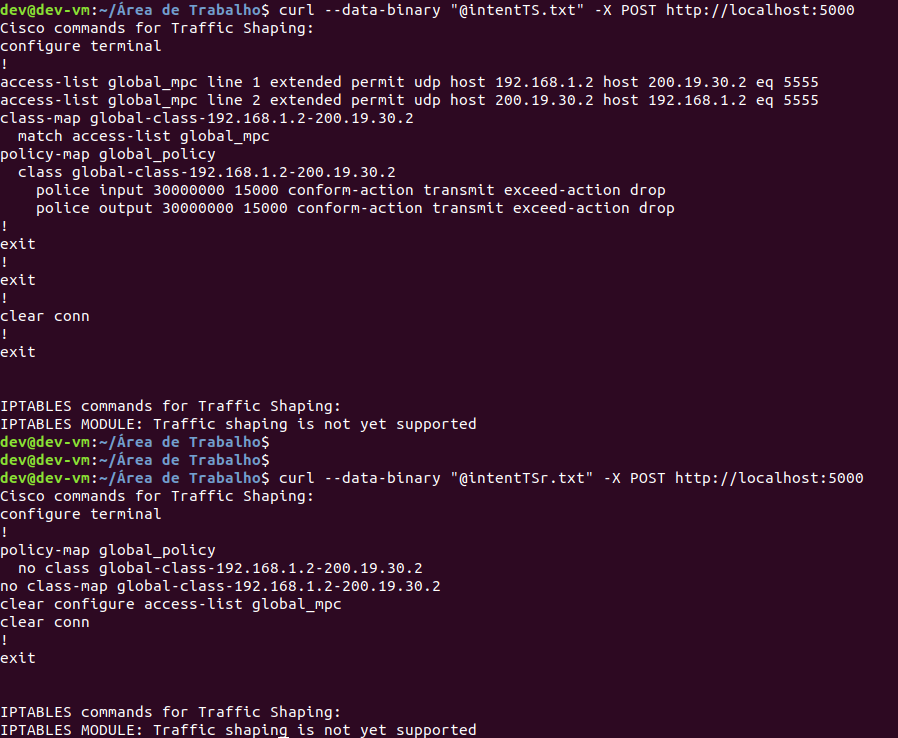 dev@dev-vm:~/Área de Trabalho$ curl --data-binary "@intentTS.txt" -X POST http://localhost:5000
Cisco commands for Traffic Shaping:
configure terminal
!
access-list global_mpc line 1 extended permit udp host 192.168.1.2 host 200.19.30.2 eq 5555
access-list global_mpc line 2 extended permit udp host 200.19.30.2 host 192.168.1.2 eq 5555
class-map global-class-192.168.1.2-200.19.30.2
  match access-list global_mpc
policy-map global_policy
  class global-class-192.168.1.2-200.19.30.2
    police input 30000000 15000 conform-action transmit exceed-action drop
    police output 30000000 15000 conform-action transmit exceed-action drop
!
exit
!
exit
!
clear conn
!
exit
IPTABLES commands for Traffic Shaping:
IPTABLES MODULE: Traffic shaping is not yet supported
dev@dev-vm:~/Área de Trabalho$
dev@dev-vm:~/Área de Trabalho$
dev@dev-vm:~/Área de Trabalho$ curl --data-binary "@intentTSr.txt" -X POST http://localhost:5000
Cisco commands for Traffic Shaping:
configure terminal
!
policy-map global_policy
  no class global-class-192.168.1.2-200.19.30.2
no class-map global-class-192.168.1.2-200.19.30.2
clear configure access-list global_mpc
clear conn
!
exit
IPTABLES commands for Traffic Shaping:
IPTABLES MODULE: Traffic shaping is not yet supported